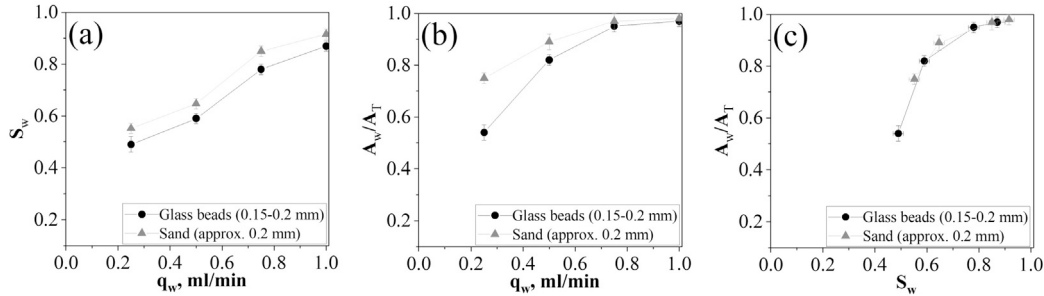 (a)
S_w
1.0
0.8
0.6
0.4
0.2
Glass beads (0.15-0.2 mm)
Sand (approx. 0.2 mm)
0.0 0.2 0.4 0.6 0.8 1.0
q_w, ml/min
(b)
A_w/A_T
1.0
0.8
0.6
0.4
0.2
Glass beads (0.15-0.2 mm)
Sand (approx. 0.2 mm)
0.0 0.2 0.4 0.6 0.8 1.0
q_w, ml/min
(c)
A_w/A_T
1.0
0.8
0.6
0.4
0.2
Glass beads (0.15-0.2 mm)
Sand (approx. 0.2 mm)
0.0 0.2 0.4 0.6 0.8 1.0
S_w